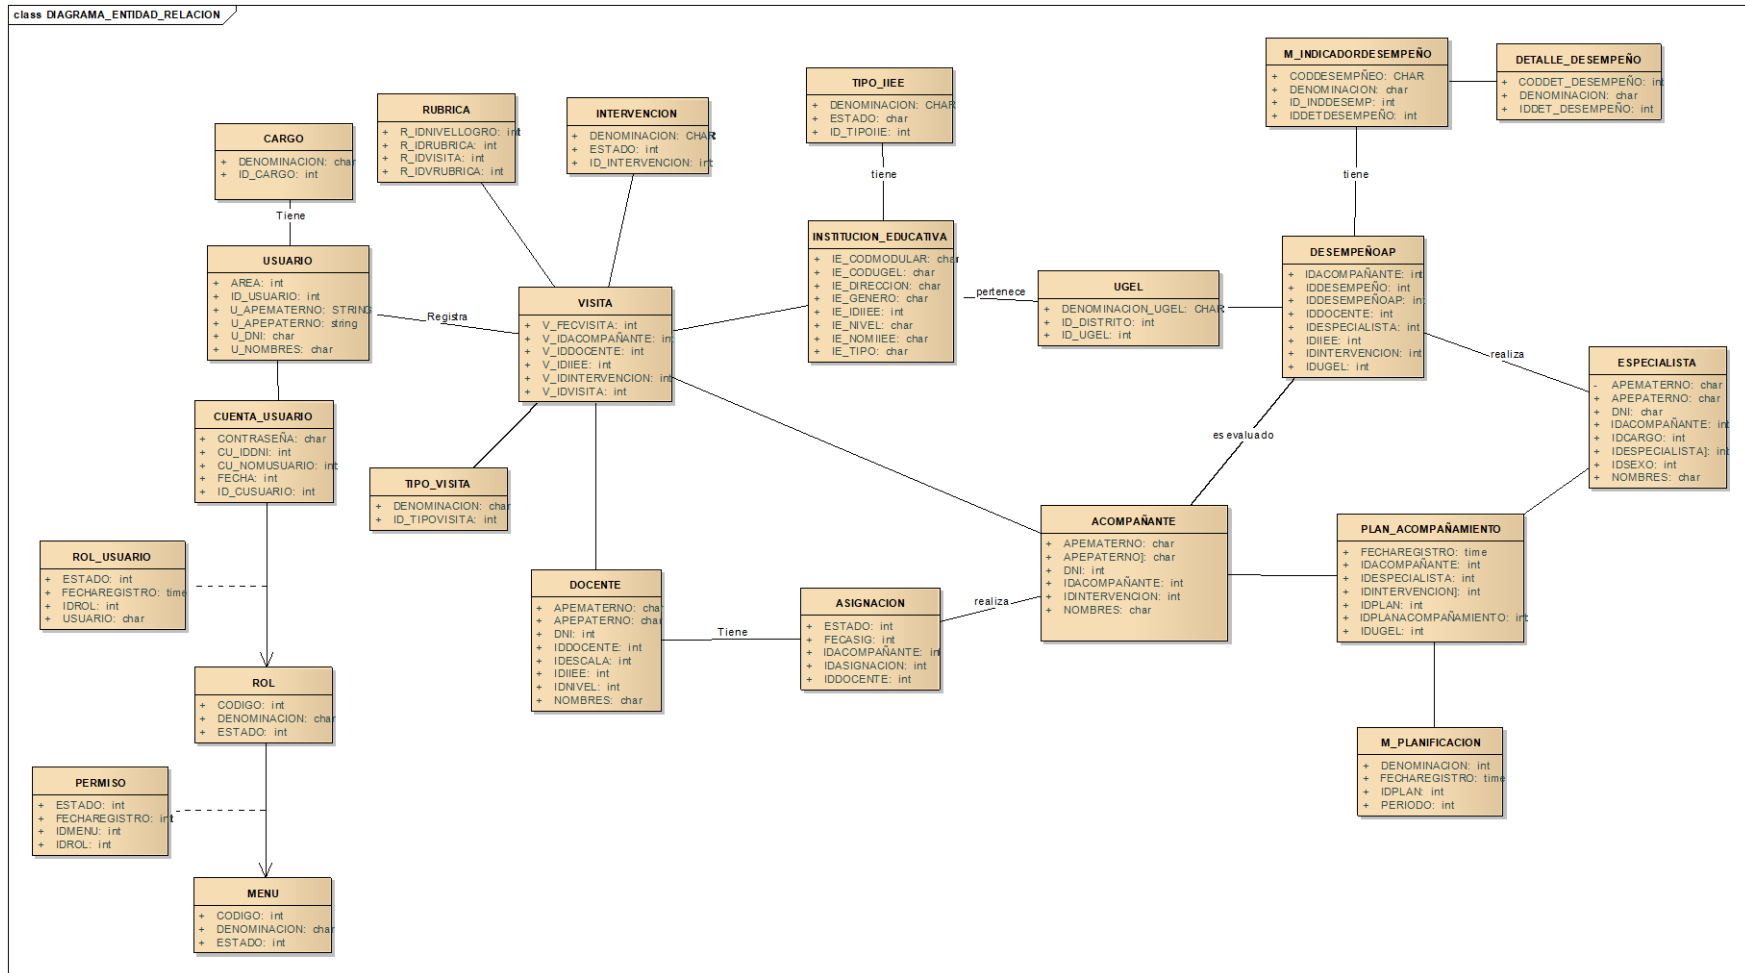 class DIAGRAMA_ENTIDAD_RELACION
M_INDICADORDESEMPEÑO
+ CODDESEMPÑEO: CHAR
+ DENOMINACION: char
+ ID_INDDESEMP: int
+ IDDETDESEMPEÑO: int
DETALLE_DESEMPEÑO
+ CODDET_DESEMPEÑO: int
+ DENOMINACION: char
+ IDDET_DESEMPEÑO: int
TIPO_IIEE
+ DENOMINACION: CHAR
+ ESTADO: char
+ ID_TIPOIIE: int
RUBRICA
+ R_IDNIVELLOGRO: int
+ R_IDRUBRICA: int
+ R_IDVISITA: int
+ R_IDVRUBRICA: int
INTERVENCION
+ DENOMINACION: CHAR
+ ESTADO: int
+ ID_INTERVENCION: int
CARGO
+ DENOMINACION: char
+ ID_CARGO: int
Tiene
tiene
tiene
USUARIO
+ AREA: int
+ ID_USUARIO: int
+ U_APEMATERNO: STRING
+ U_APEPATERNO: string
+ U_DNI: char
+ U_NOMBRES: char
Registra
VISITA
+ V_FECVISITA: int
+ V_IDACOMPAÑANTE: int
+ V_IDDOCENTE: int
+ V_IDIIEE: int
+ V_IDINTERVENCION: int
+ V_IDVISITA: int
INSTITUCION_EDUCATIVA
+ IE_CODMODULAR: char
+ IE_CODUGEL: char
+ IE_DIRECCION: char
+ IE_GENERO: char
+ IE_IDIIEE: int
+ IE_NIVEL: char
+ IE_NOMIIEE: char
+ IE_TIPO: char
pertenece
UGEL
+ DENOMINACION_UGEL: CHAR
+ ID_DISTRITO: int
+ ID_UGEL: int
DESEMPEÑOAP
+ IDACOMPAÑANTE: int
+ IDDESEMPEÑO: int
+ IDDESEMPEÑOAP: int
+ IDDOCENTE: int
+ IDESPECIALISTA: int
+ IDIIEE: int
+ IDINTERVENCION: int
+ IDUGEL: int
realiza
ESPECIALISTA
- APEMATERNO: char
+ APEPATERNO: char
+ DNI: char
+ IDACOMPAÑANTE: int
+ IDCARGO: int
+ IDESPECIALISTA]: int
+ IDSEXO: int
+ NOMBRES: char
es evaluado
CUENTA_USUARIO
+ CONTRASEÑA: char
+ CU_IDDNI: int
+ CU_NOMUSUARIO: int
+ FECHA: int
+ ID_CUSUARIO: int
TIPO_VISITA
+ DENOMINACION: char
+ ID_TIPOVISITA: int
ACOMPAÑANTE
+ APEMATERNO: char
+ APEPATERNO]: char
+ DNI: int
+ IDACOMPAÑANTE: int
+ IDINTERVENCION: int
+ NOMBRES: char
PLAN_ACOMPAÑAMIENTO
+ FECHAREGISTRO: time
+ IDACOMPAÑANTE: int
+ IDESPECIALISTA: int
+ IDINTERVENCION]: int
+ IDPLAN: int
+ IDPLANACOMPAÑAMIENTO: int
+ IDUGEL: int
ROL_USUARIO
+ ESTADO: int
+ FECHAREGISTRO: time
+ IDROL: int
+ USUARIO: char
DOCENTE
+ APEMATERNO: char
+ APEPATERNO: char
+ DNI: int
+ IDDOCENTE: int
+ IDESCALA: int
+ IDIIEE: int
+ IDNIVEL: int
+ NOMBRES: char
Tiene
ASIGNACION
+ ESTADO: int
+ FECASIG: int
+ IDACOMPAÑANTE: int
+ IDASIGNACION: int
+ IDDOCENTE: int
realiza
ROL
+ CODIGO: int
+ DENOMINACION: char
+ ESTADO: int
M_PLANIFICACION
+ DENOMINACION: int
+ FECHAREGISTRO: time
+ IDPLAN: int
+ PERIODO: int
PERMISO
+ ESTADO: int
+ FECHAREGISTRO: int
+ IDMENU: int
+ IDROL: int
MENU
+ CODIGO: int
+ DENOMINACION: char
+ ESTADO: int